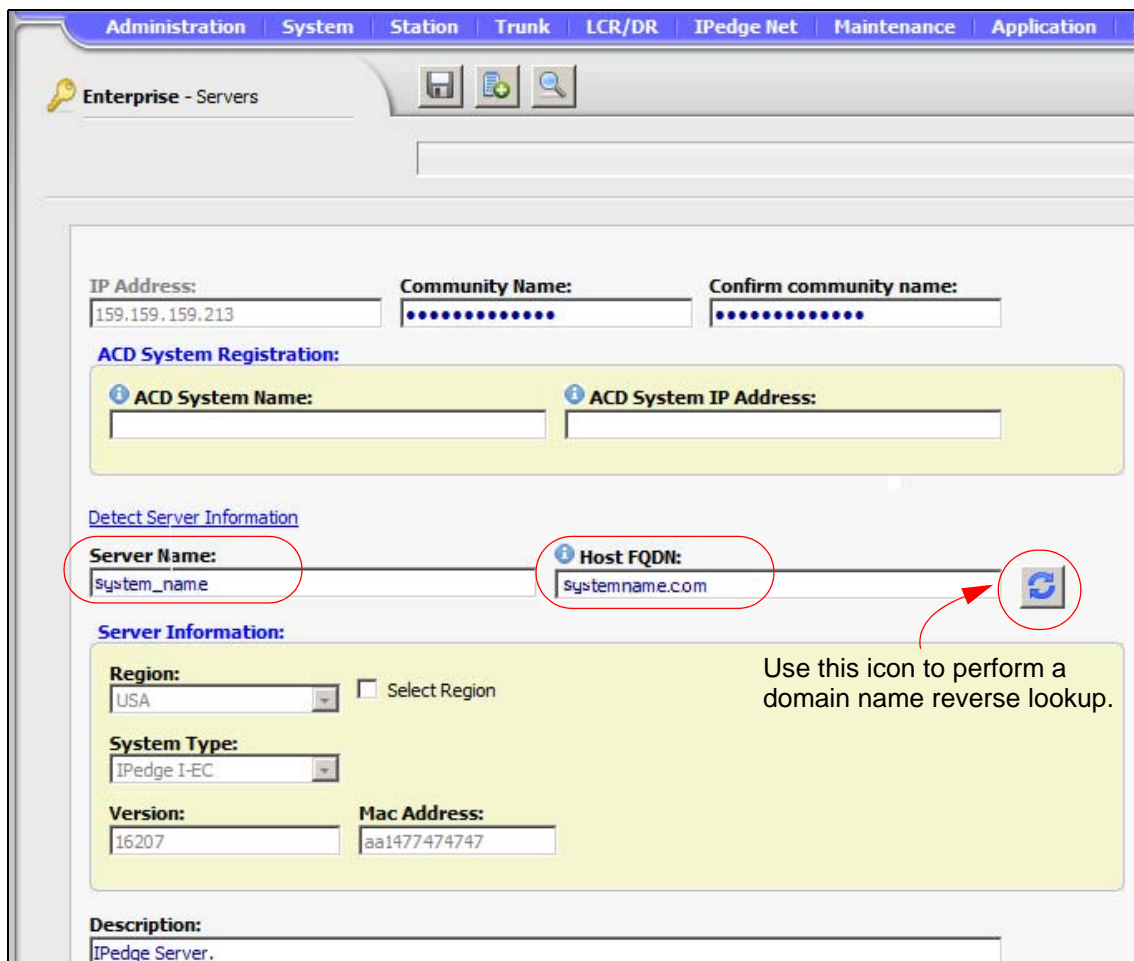 Administration System Station Trunk LCR/DR IPedge Net Maintenance Application
Enterprise - Servers
IP Address: Community Name: Confirm community name:
159.159.159.213 ••••••••••••• •••••••••••••
ACD System Registration:
ACD System Name: ACD System IP Address:
Detect Server Information
Server Name: Host FQDN:
system_name systemname.com
Server Information:
Region:
USA Select Region
Use this icon to perform a
domain name reverse lookup.
System Type:
IPedge I-EC
Version: Mac Address:
16207 aa1477474747
Description:
IPedge Server.